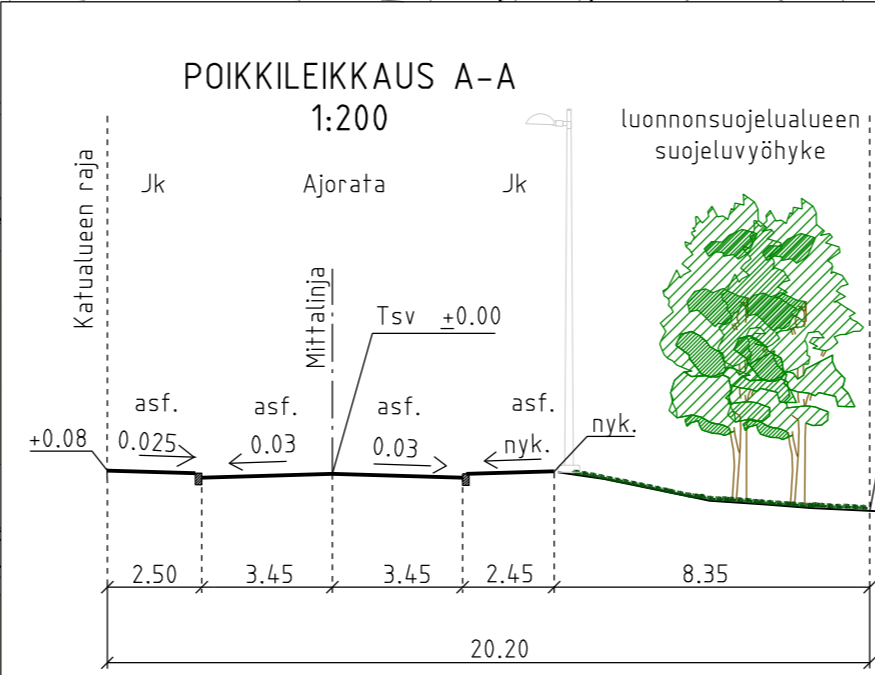 POIKKILEIKKAUS A-A
1:200
luonnonsuojelualueen
suojeluvyöhyke
Katualueen raja
Jk
Ajorata
Jk
Mittalinja
Tsv ±0.00
asf.
asf.
asf.
asf.
nyk.
+0.08
0.025
0.03
0.03
nyk.
2.50
3.45
3.45
2.45
8.35
20.20